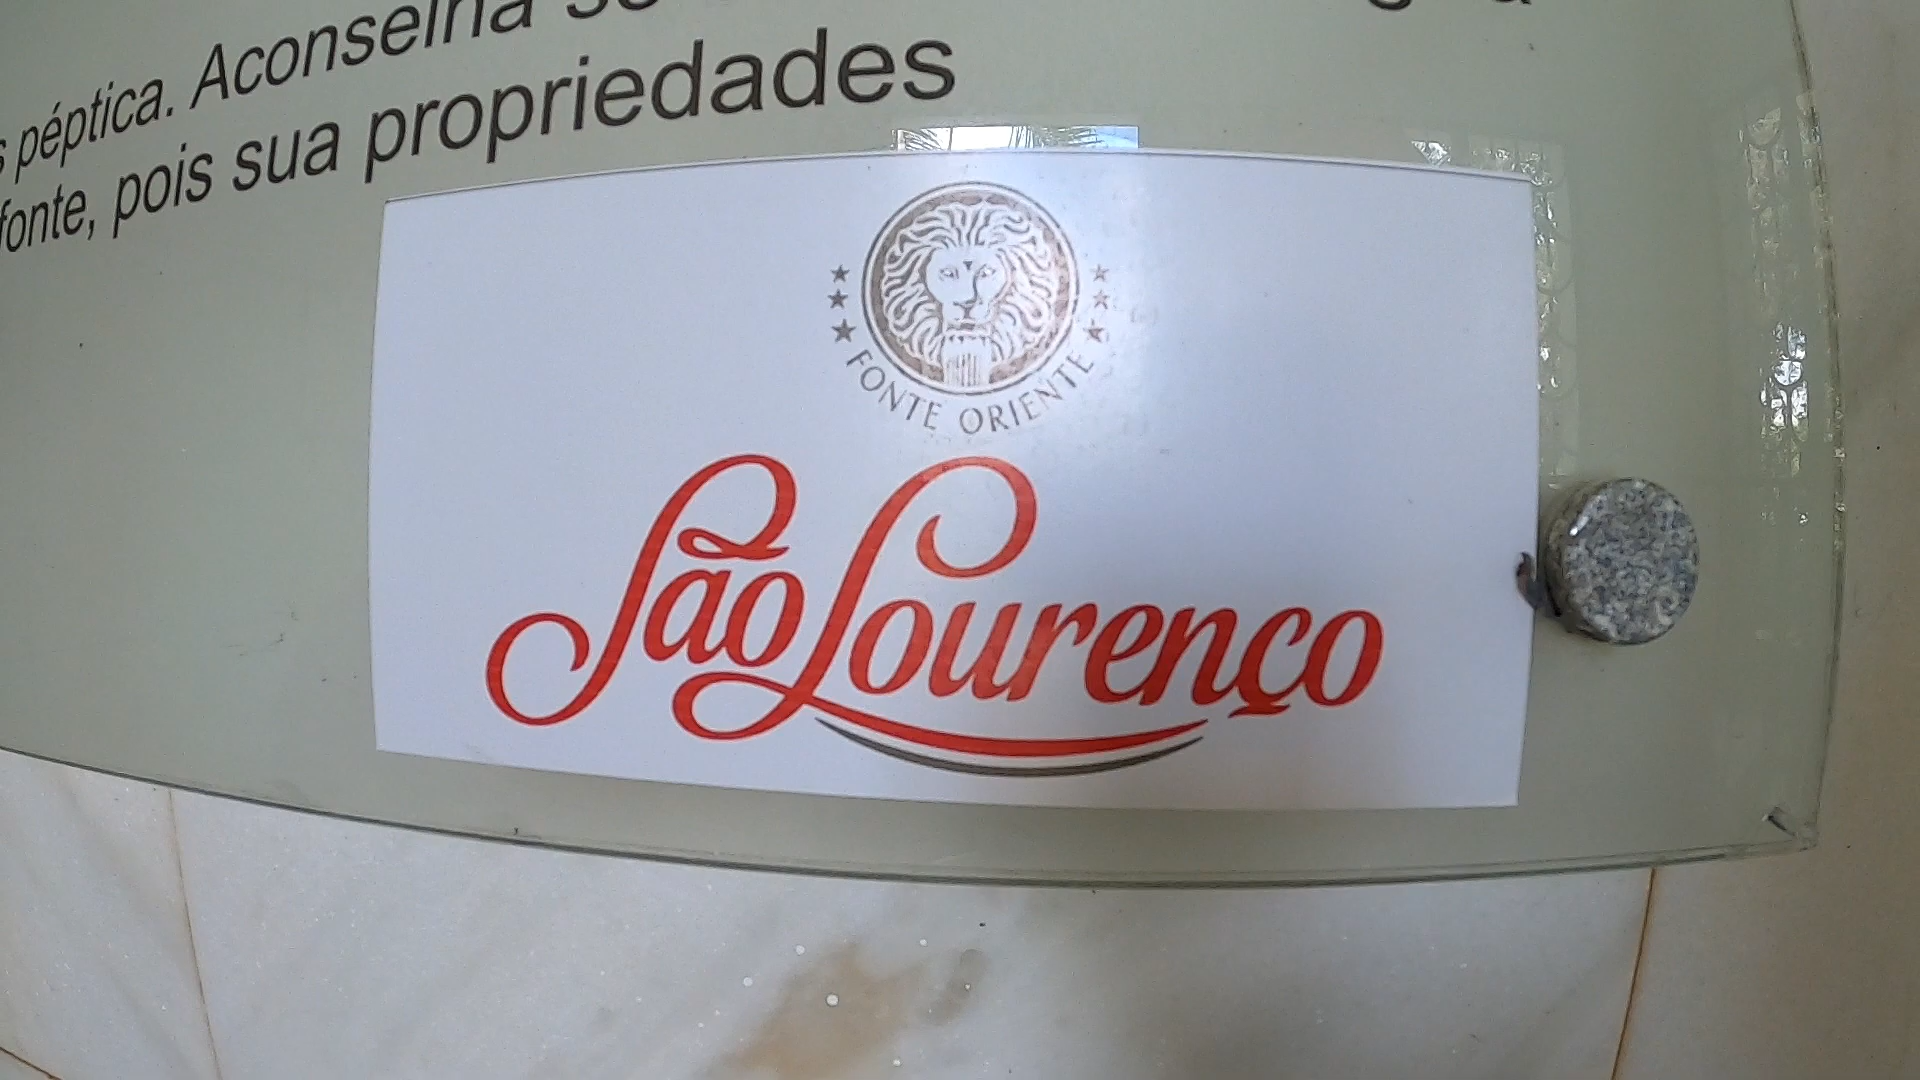 péptica. Aconselha
fonte, pois sua propriedades
FONTE ORIENTE
São Lourenço